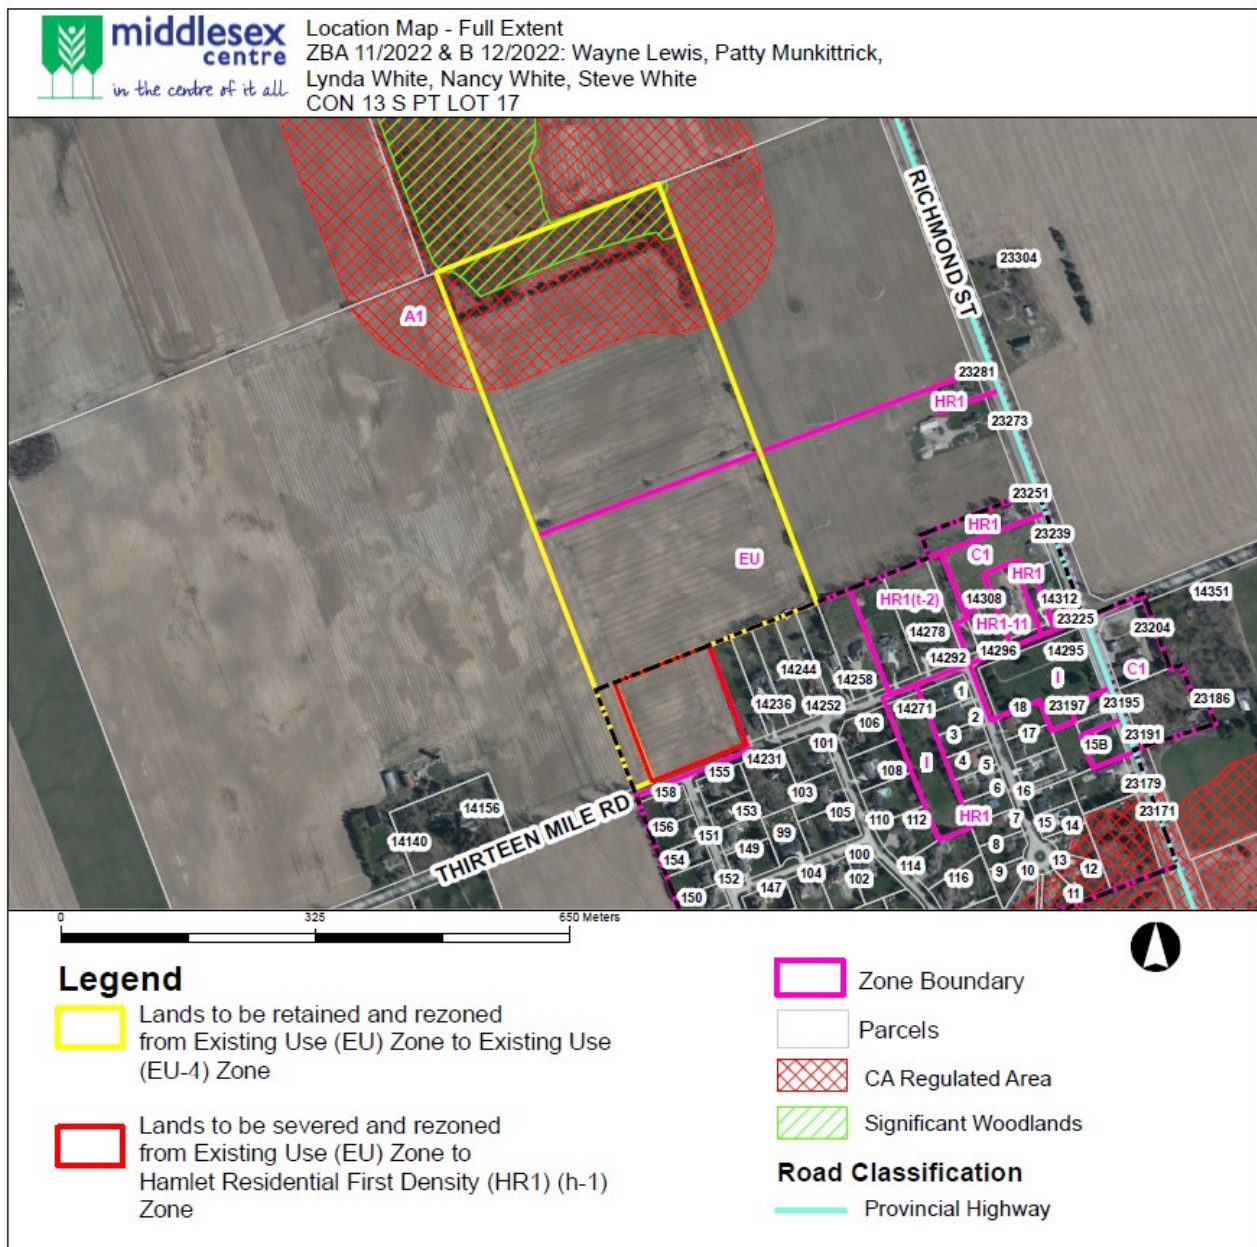 middlesex
centre
in the centre of it all
Location Map - Full Extent
ZBA 11/2022 & B 12/2022: Wayne Lewis, Patty Munkittrick,
Lynda White, Nancy White, Steve White
CON 13 S PT LOT 17
RICHMOND ST
23304
A1
23281
HR1
23273
23251
HR1
23239
C1
EU
HR1
14351
HR1(t-2)
14308
14312
23204
HR1-11
23225
14278
14296
14295
14244
14292
C1
14258
I
23186
14236
14252
14271
1
18
23197
23195
106
2
101
17
23191
3
15B
14231
4
5
155
108
I
23179
158
103
6
16
14156
153
105
HR1
7
23171
THIRTEEN MILE RD
156
151
99
110
112
15
14
14140
149
100
8
154
13
152
104
102
114
9
10
12
150
147
116
11
0
325
650 Meters
Legend
Lands to be retained and rezoned
from Existing Use (EU) Zone to Existing Use
(EU-4) Zone
Lands to be severed and rezoned
from Existing Use (EU) Zone to
Hamlet Residential First Density (HR1) (h-1)
Zone
Zone Boundary
Parcels
CA Regulated Area
Significant Woodlands
Road Classification
Provincial Highway